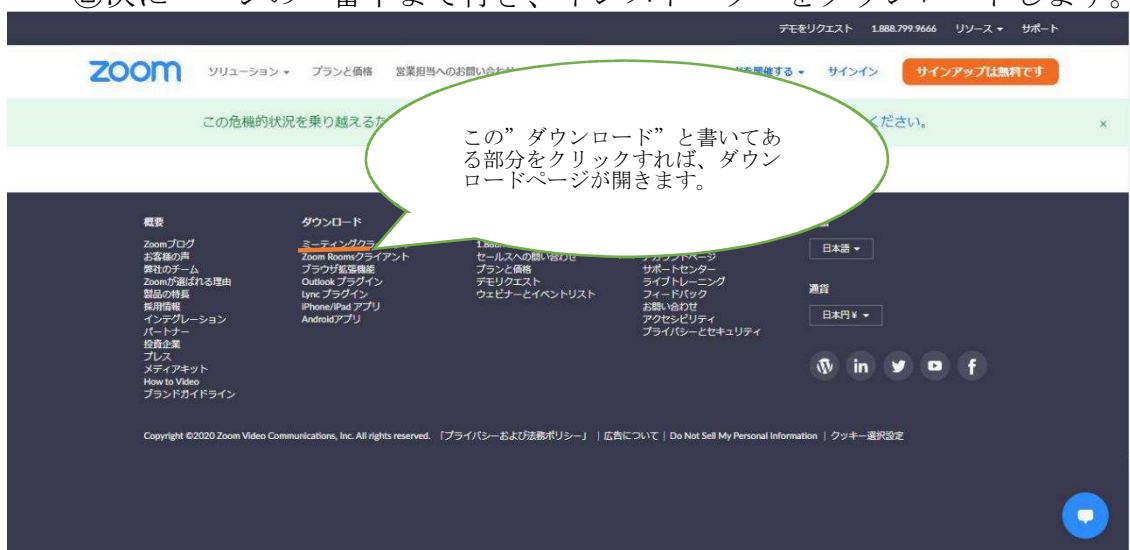 デモをリクエスト 1.888.799.9666 リソース サポート
zoom ソリューション プランと価格 営業担当へのお問い合わせ 開催する サインイン サインアップは無料です
この危機的状況を乗り越えるた ください。 ×
この”ダウンロード”と書いてあ
る部分をクリックすれば、ダウン
ロードページが開きます。
概要
Zoomブログ
お客様の声
弊社のチーム
Zoomが選ばれる理由
製品の特長
採用情報
インテグレーション
パートナー
投資企業
プレス
メディアキット
How to Video
ブランドガイドライン
ダウンロード
ミーティングクラ
Zoom Roomsクライアント
ブラウザ拡張機能
Outlook プラグイン
Lync プラグイン
iPhone/iPad アプリ
Androidアプリ
セールスへの問い合わせ
プランと価格
デモリクエスト
ウェビナーとイベントリスト
サポートセンター
ライブトレーニング
フィードバック
お問い合わせ
アクセシビリティ
プライバシーとセキュリティ
日本語
通貨
日本円¥
in
f
Copyright ©2020 Zoom Video Communications, Inc. All rights reserved. 「プライバシーおよび法務ポリシー」 | 広告について | Do Not Sell My Personal Information | クッキー選択設定